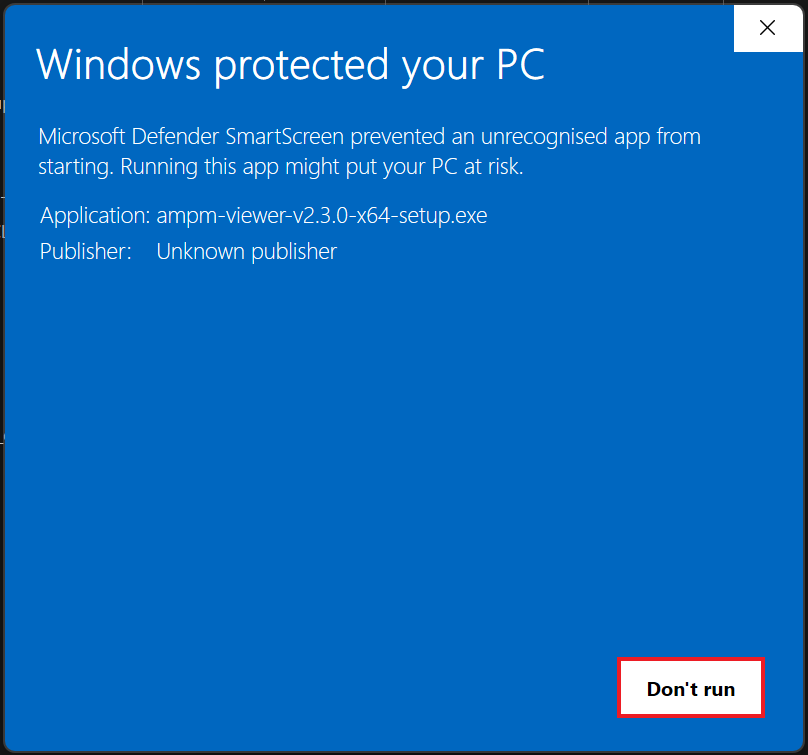 Windows protected your PC
Microsoft Defender SmartScreen prevented an unrecognised app from
starting. Running this app might put your PC at risk.
Application: ampm-viewer-v2.3.0-x64-setup.exe
Publisher: Unknown publisher
Don't run